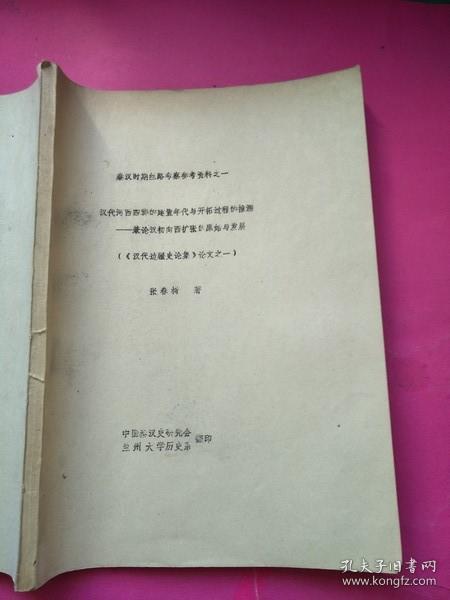 秦汉时期丝路考察参考资料之一
汉代河西四郡的建置年代与开拓过程的推测
——兼论汉初向西扩张的原始与发展
（《汉代边疆史论集》论文之一）
张春树 著
中国秦汉史研究会
兰州大学历史系
翻印
孔夫子旧书网
www.kongfz.com